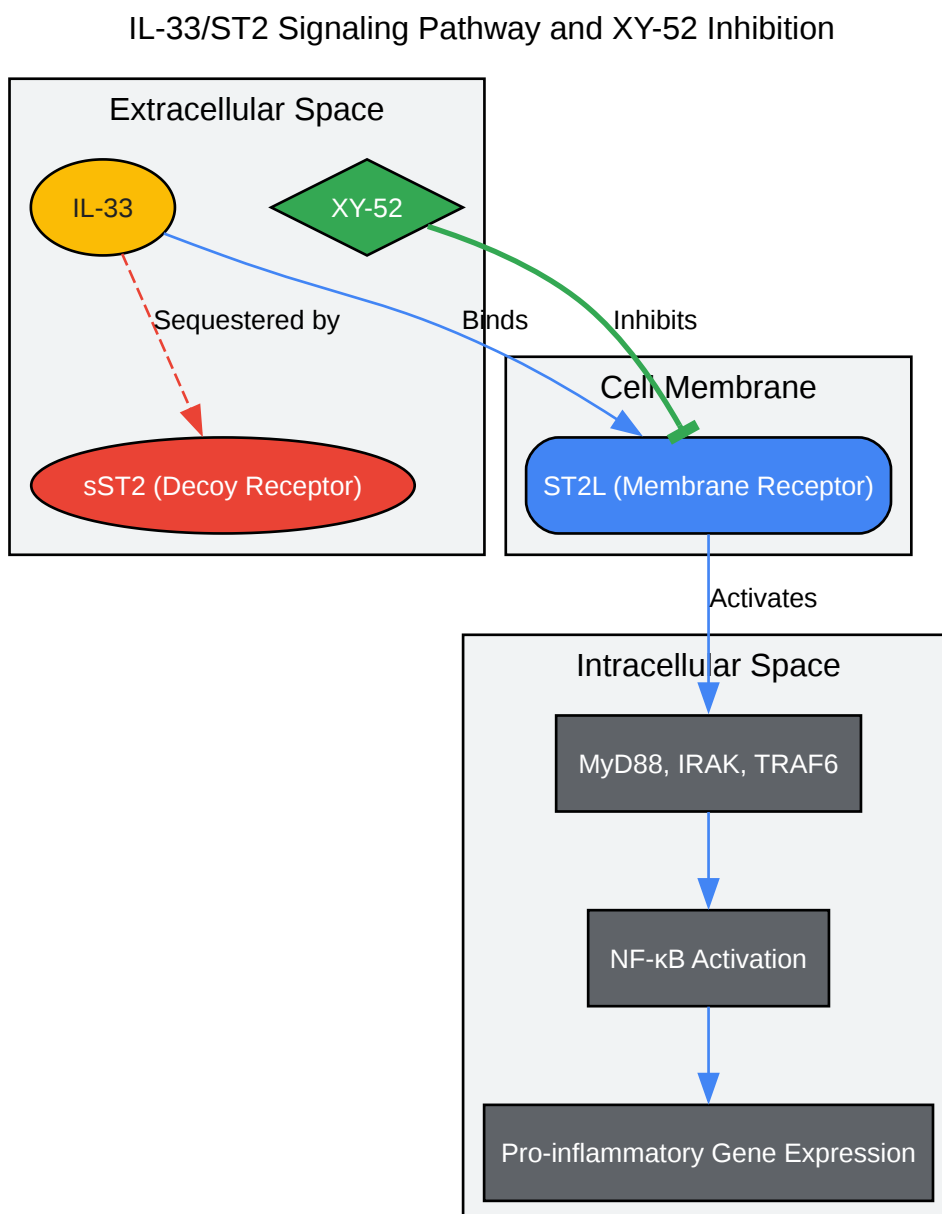 IL-33/ST2 Signaling Pathway and XY-52 Inhibition
Extracellular Space
IL-33
XY-52
Sequestered by
Binds
Inhibits
Cell Membrane
sST2 (Decoy Receptor)
ST2L (Membrane Receptor)
Activates
Intracellular Space
MyD88, IRAK, TRAF6
NF-κB Activation
Pro-inflammatory Gene Expression